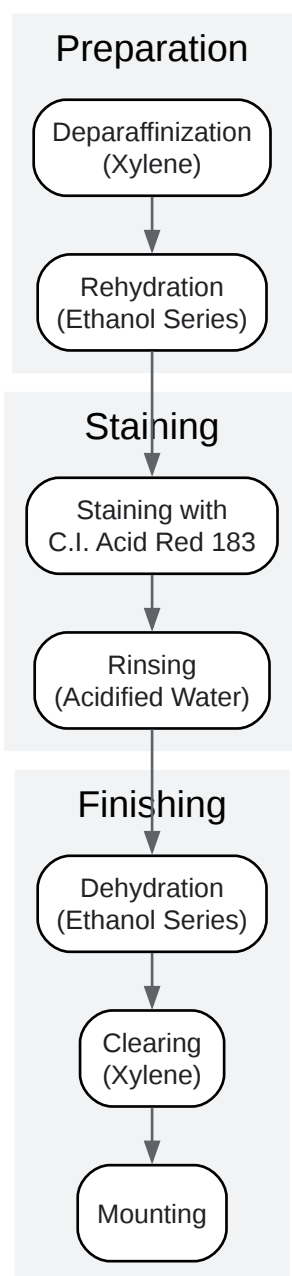 Preparation
Deparaffinization
(Xylene)
Rehydration
(Ethanol Series)
Staining
Staining with
C.I. Acid Red 183
Rinsing
(Acidified Water)
Finishing
Dehydration
(Ethanol Series)
Clearing
(Xylene)
Mounting